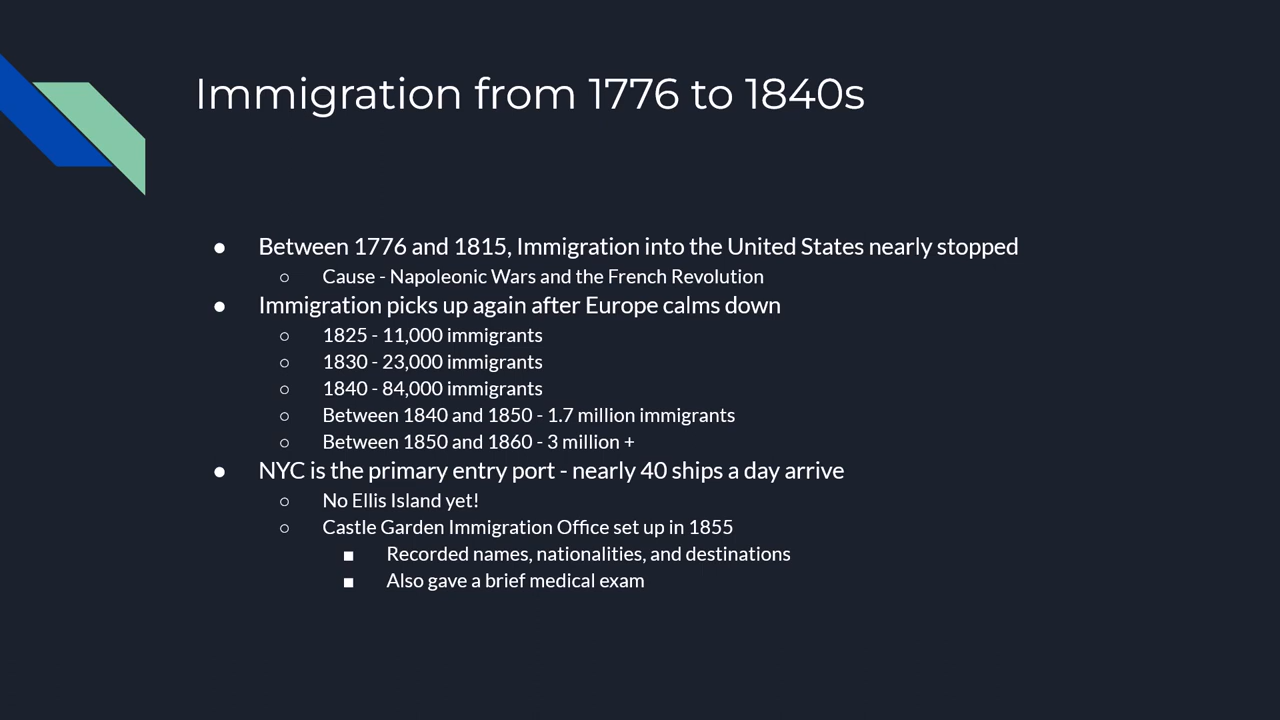 Immigration from 1776 to 1840s
● Between 1776 and 1815, Immigration into the United States nearly stopped
○ Cause - Napoleonic Wars and the French Revolution
● Immigration picks up again after Europe calms down
○ 1825 - 11,000 immigrants
○ 1830 - 23,000 immigrants
○ 1840 - 84,000 immigrants
○ Between 1840 and 1850 - 1.7 million immigrants
○ Between 1850 and 1860 - 3 million +
● NYC is the primary entry port - nearly 40 ships a day arrive
○ No Ellis Island yet!
○ Castle Garden Immigration Office set up in 1855
■ Recorded names, nationalities, and destinations
■ Also gave a brief medical exam